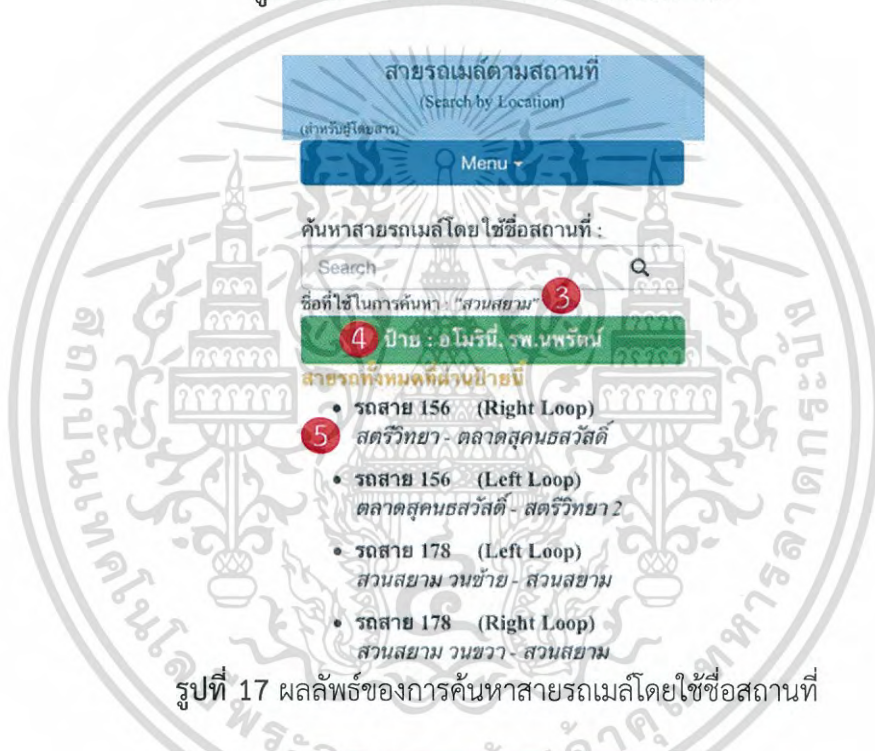 สายรถเมล์ตามสถานที่
(Search by Location)
(สำหรับผู้โดยสาร)
Menu
ค้นหาสายรถเมล์โดยใช้ชื่อสถานที่ :
Search
ชื่อที่ใช้ในการค้นหา : "สวนสยาม" 3
4 ป้าย : อโมรินี่, รพ.นพรัตน์
สายรถทั้งหมดที่ผ่านป้ายนี้
• รถสาย 156 (Right Loop)
5 สตรีวิทยา - ตลาดสุคนธสวัสดิ์
• รถสาย 156 (Left Loop)
ตลาดสุคนธสวัสดิ์ - สตรีวิทยา 2
• รถสาย 178 (Left Loop)
สวนสยาม วนซ้าย - สวนสยาม
• รถสาย 178 (Right Loop)
สวนสยาม วนขวา - สวนสยาม
รูปที่ 17 ผลลัพธ์ของการค้นหาสายรถเมล์โดยใช้ชื่อสถานที่